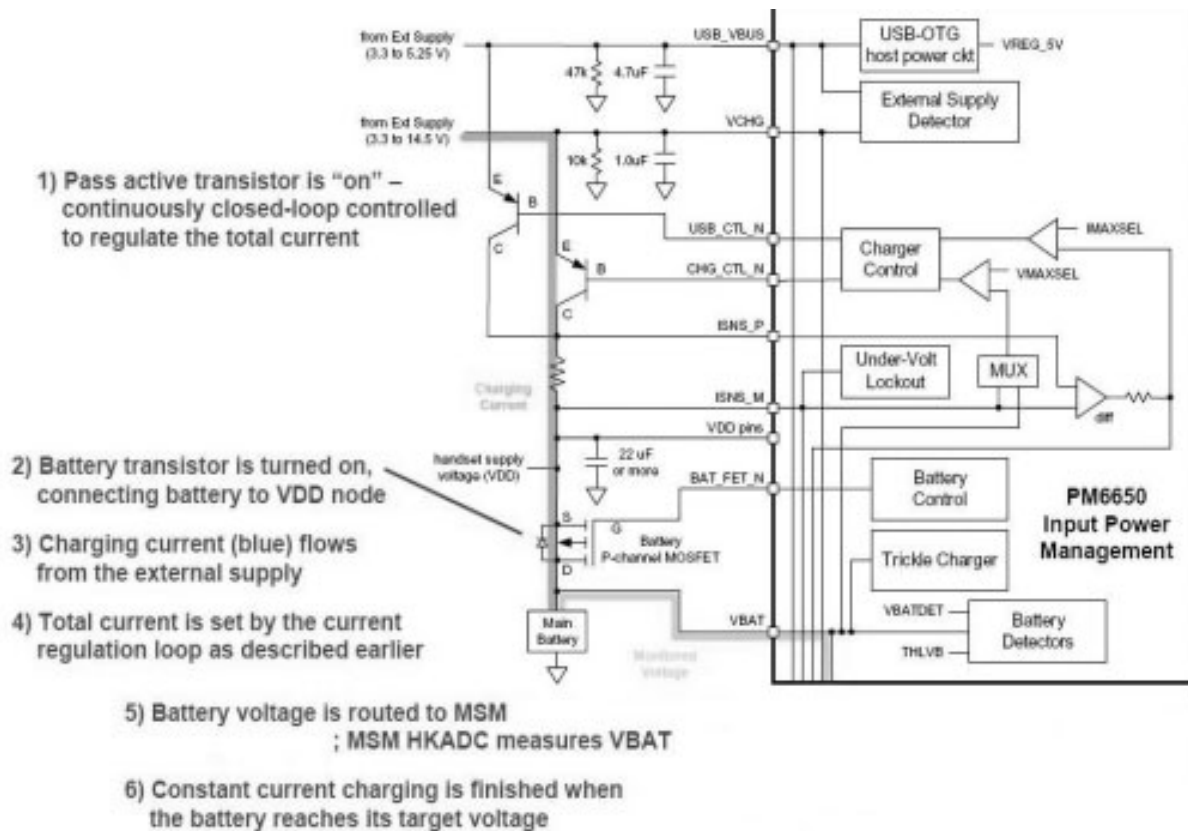 from Ext Supply
(3.3 to 5.25 V)
USB_VBUS
USB-OTG
host power ckt
VREG_5V
47k
4.7uF
External Supply
Detector
from Ext Supply
(3.3 to 14.5 V)
VCHG
10k
1.0uF
1) Pass active transistor is “on” –
continuously closed-loop controlled
to regulate the total current
E
B
C
USB_CTL_N
Charger
Control
IMAXSEL
E
B
C
CHG_CTL_N
VMAXSEL
ISNS_P
Under-Volt
Lockout
MUX
Charging
Current
ISNS_M
diff
VDD pins
handset supply
voltage (VDD)
22 uF
or more
2) Battery transistor is turned on,
connecting battery to VDD node
BAT_FET_N
Battery
Control
PM6650
Input Power
Management
S
G
D
Battery
P-channel MOSFET
3) Charging current (blue) flows
from the external supply
Trickle Charger
4) Total current is set by the current
regulation loop as described earlier
Main
Battery
VBAT
VBATDET
THLVB
Battery
Detectors
Monitored
Voltage
5) Battery voltage is routed to MSM
; MSM HKADC measures VBAT
6) Constant current charging is finished when
the battery reaches its target voltage